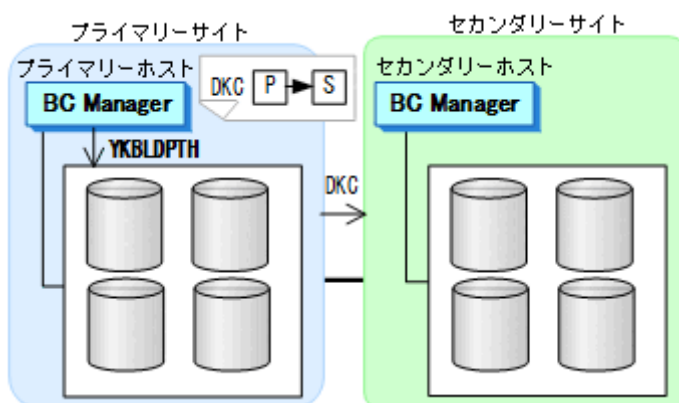 プライマリーサイト
セカンダリーサイト
プライマリーホスト
セカンダリーホスト
DKC P S
BC Manager
BC Manager
YKBLDPTH
DKC